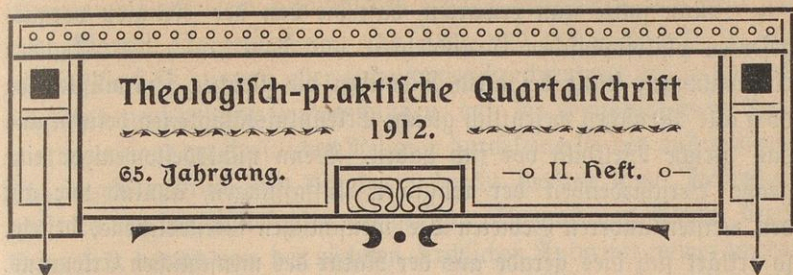 Theologiſch-praktiſche Quartalſchrift
1912.
65. Jahrgang. —o II. Heft. o—